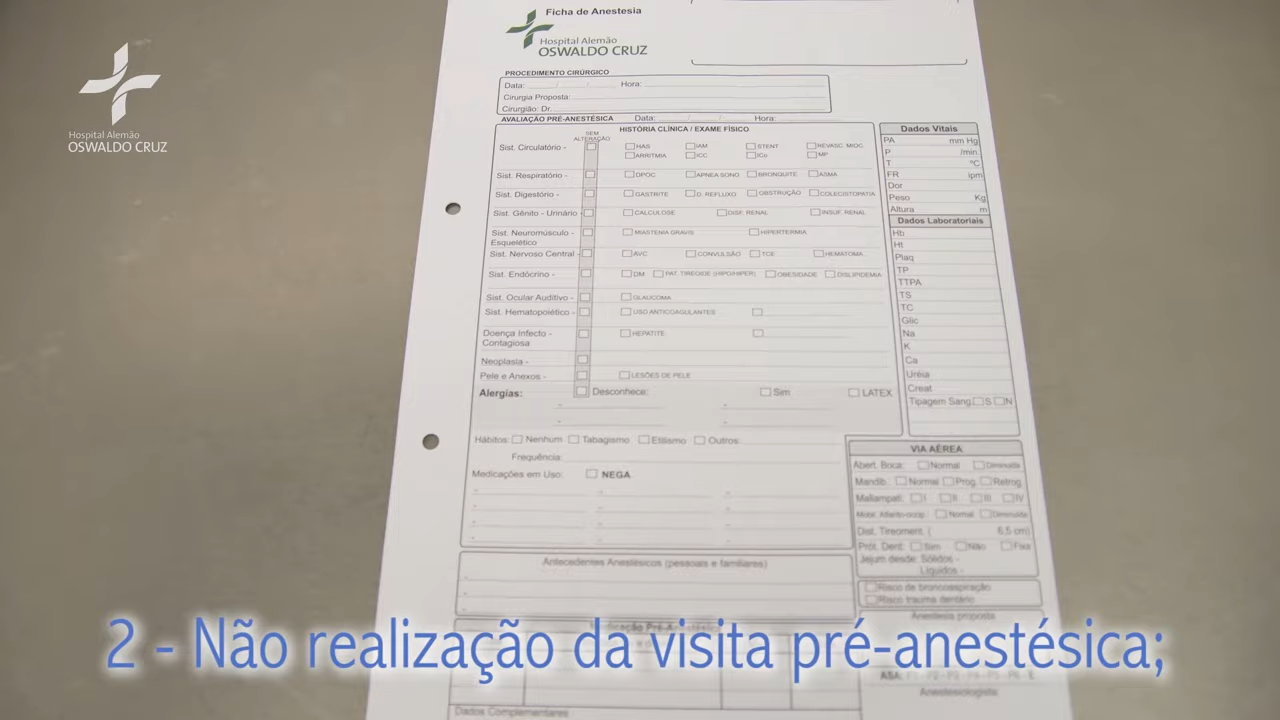 Ficha de Anestesia
Hospital Alemão
OSWALDO CRUZ
Hospital Alemão
OSWALDO CRUZ
PROCEDIMENTO CIRÚRGICO
Data: / / Hora:
Cirurgia Proposta:
Cirurgião: Dr.
AVALIAÇÃO PRÉ-ANESTÉSICA Data: / / Hora:
SEM ALTERAÇÃO
HISTÓRIA CLÍNICA / EXAME FÍSICO
Sist. Circulatório - HAS IAM STENT REVASC. MIOC.
ARRITMIA ICC ICo MP
Sist. Respiratório - DPOC APNEA SONO BRONQUITE ASMA
Sist. Digestório - GASTRITE D. REFLUXO OBSTRUÇÃO COLECISTOPATIA
Sist. Gênito - Urinário - CALCULOSE DISF. RENAL INSUF. RENAL
Sist. Neuromúsculo - Esquelético MIASTENIA GRAVIS HIPERTERMIA
Sist. Nervoso Central - AVC CONVULSÃO TCE HEMATOMA
Sist. Endócrino - DM PAT. TIREOIDE (HIPO/HIPER) OBESIDADE DISLIPIDEMIA
Sist. Ocular Auditivo - GLAUCOMA
Sist. Hematopoiético - USO ANTICOAGULANTES
Doença Infecto - Contagiosa HEPATITE
Neoplasia -
Pele e Anexos - LESÕES DE PELE
Alergias: Desconhece: Sim LATEX
Hábitos: Nenhum Tabagismo Etilismo Outros:
Frequência:
Medicações em Uso: NEGA
Antecedentes Anestésicos (pessoais e familiares)
Dados Vitais
PA mm Hg
P /min.
T ºC
FR ipm
Dor
Peso Kg
Altura m
Dados Laboratoriais
Hb
Ht
Plaq
TP
TTPA
TS
TC
Glic
Na
K
Ca
Uréia
Creat
Tipagem Sang. S N
VIA AÉREA
Abert. Boca: Normal Diminuída
Mandib.: Normal Prog. Retrog
Mallampati: I II III IV
Normal Diminuída
Dist. Tireoment. ( 6,5 cm)
Prót. Dent: Sim Não Fixa
Jejum desde: Sólidos -
Líquidos -
Risco de broncoaspiração
Risco trauma dentário
Anestesia proposta
2 - Não realização da visita pré-anestésica;
Anestesiologista
Dados Complementares